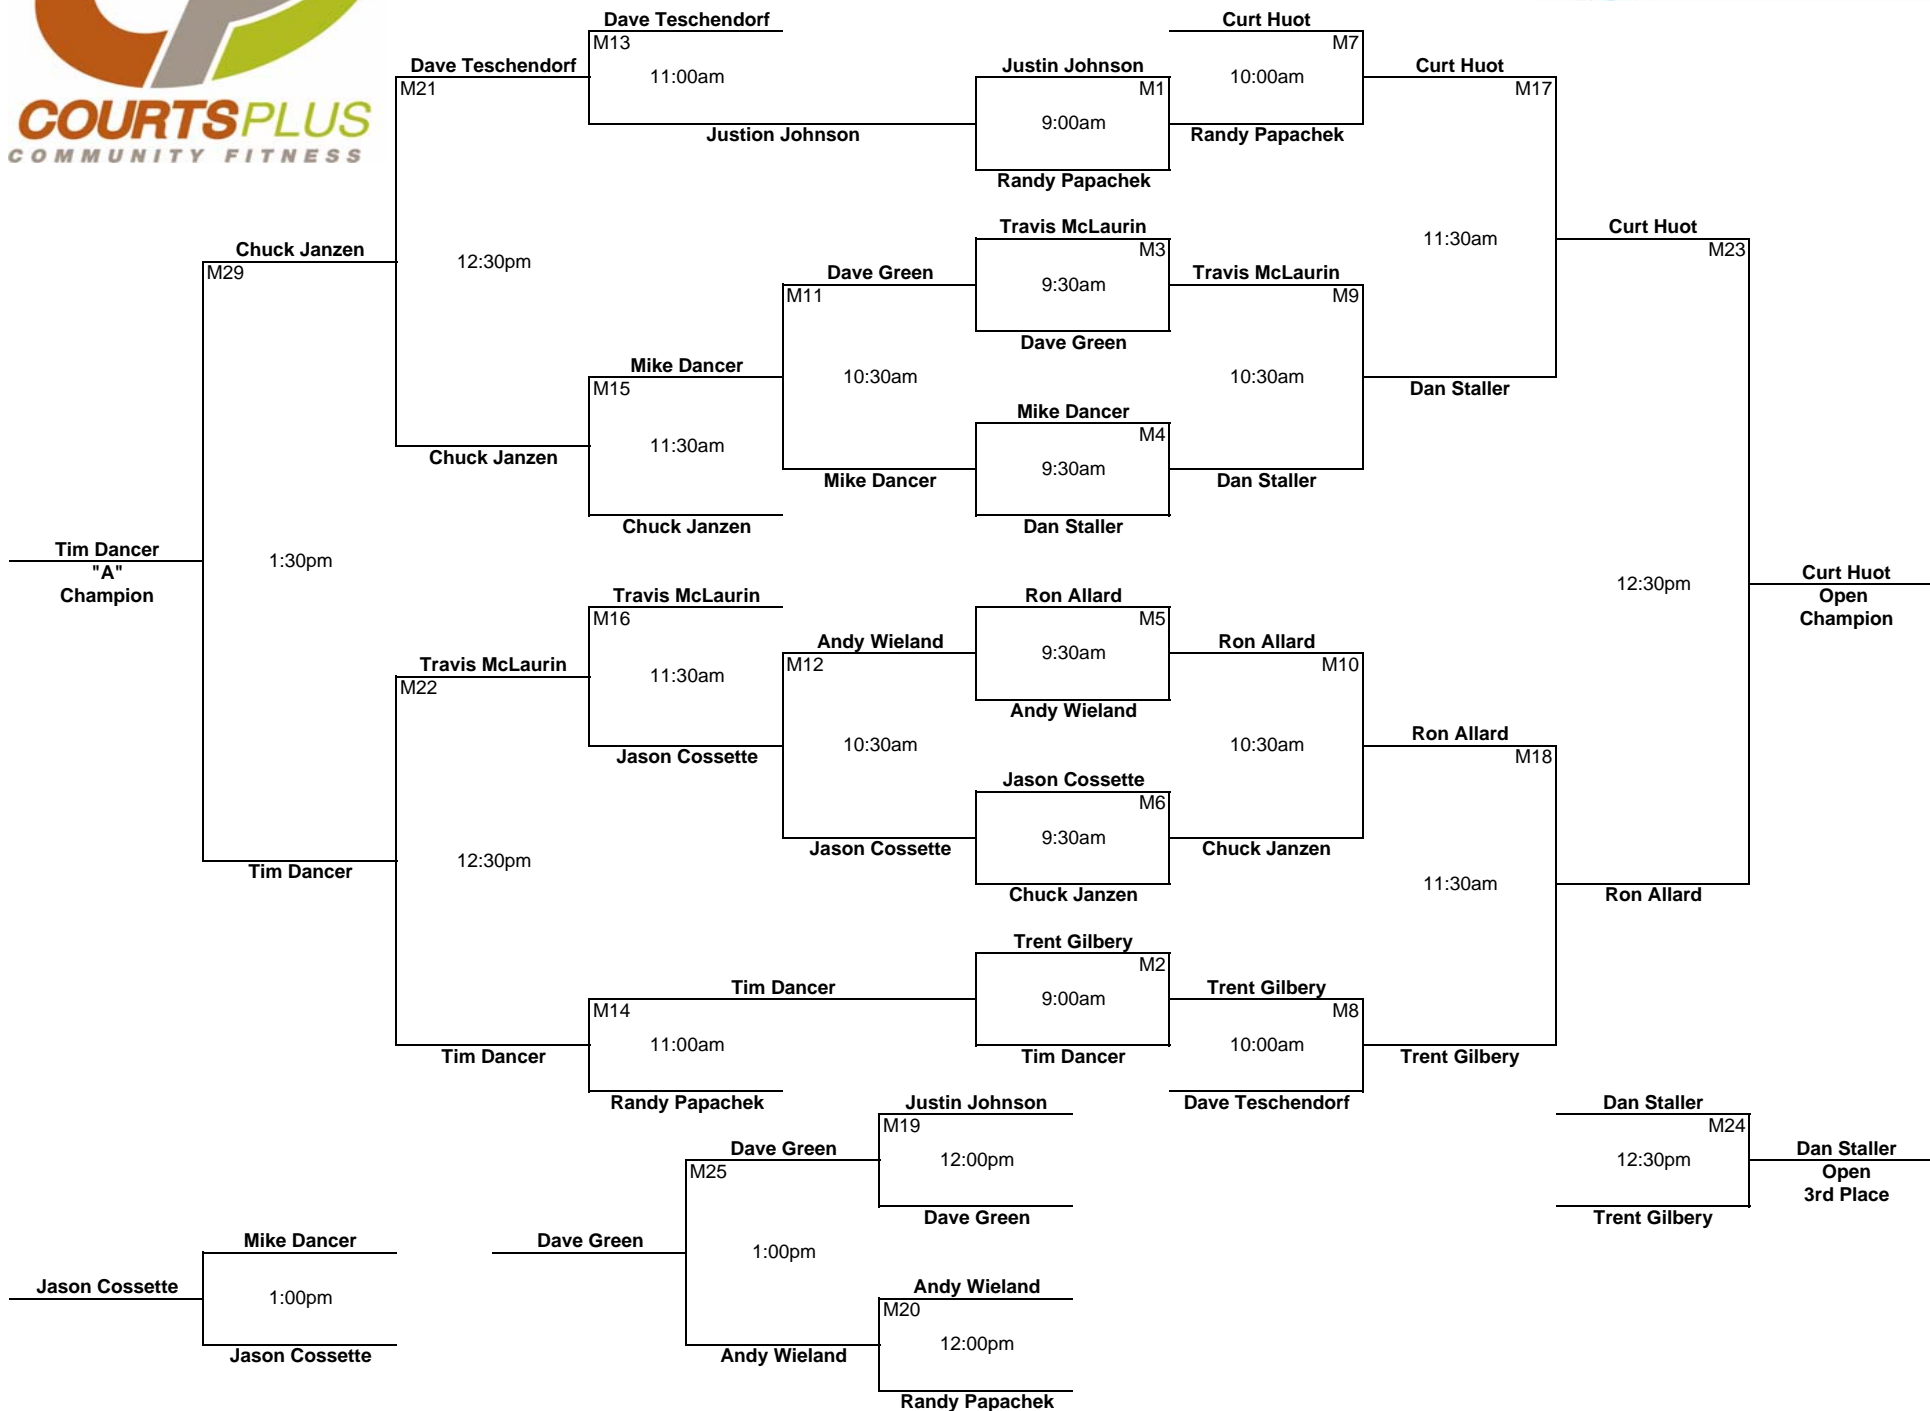 Dave Teschendorf
Curt Huot
M13
M7
Dave Teschendorf
11:00am
Justin Johnson
10:00am
Curt Huot
M21
M1
M17
COURTSPLUS
COMMUNITY FITNESS
9:00am
Justion Johnson
Randy Papachek
Randy Papachek
Travis McLaurin
Curt Huot
Chuck Janzen
M3
11:30am
M23
12:30pm
M29
Dave Green
9:30am
Travis McLaurin
M11
M9
Dave Green
Mike Dancer
10:30am
10:30am
M15
Dan Staller
Mike Dancer
M4
Chuck Janzen
11:30am
9:30am
Mike Dancer
Dan Staller
Chuck Janzen
Dan Staller
Tim Dancer
1:30pm
"A"
Champion
12:30pm
Curt Huot
Open
Champion
Travis McLaurin
Ron Allard
M16
M5
Andy Wieland
9:30am
Ron Allard
Travis McLaurin
11:30am
M12
M10
M22
Andy Wieland
Ron Allard
Jason Cossette
10:30am
10:30am
M18
Jason Cossette
M6
9:30am
Jason Cossette
Chuck Janzen
12:30pm
Tim Dancer
Chuck Janzen
11:30am
Ron Allard
Trent Gilbery
M2
Tim Dancer
9:00am
Trent Gilbery
M14
M8
Tim Dancer
11:00am
Tim Dancer
10:00am
Trent Gilbery
Randy Papachek
Justin Johnson
Dave Teschendorf
Dan Staller
M19
M24
Dave Green
12:00pm
12:30pm
Dan Staller
M25
Open
3rd Place
Dave Green
Trent Gilbery
Mike Dancer
Dave Green
1:00pm
Jason Cossette
1:00pm
Andy Wieland
M20
Jason Cossette
Andy Wieland
12:00pm
Randy Papachek